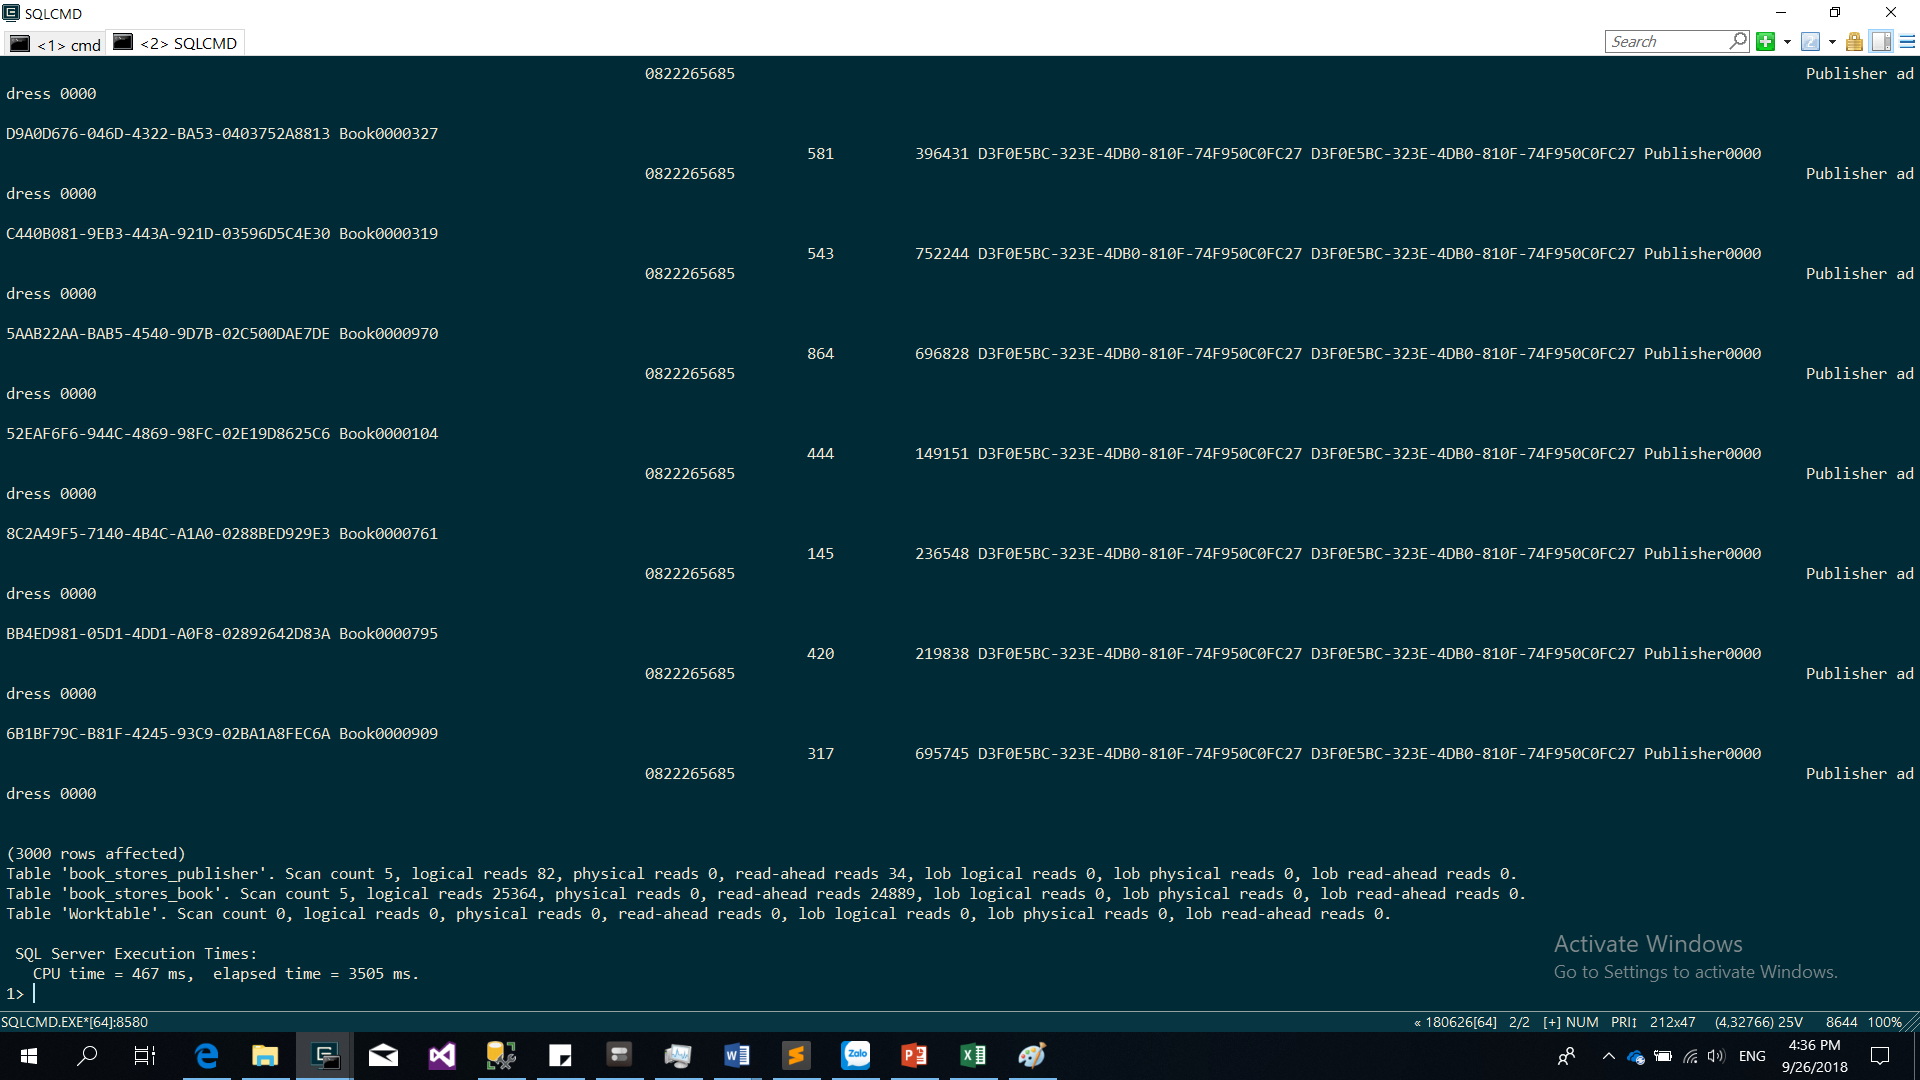 SQLCMD
<1> cmd <2> SQLCMD Search
0822265685 Publisher ad
dress 0000
D9A0D676-046D-4322-BA53-0403752A8813 Book0000327
581 396431 D3F0E5BC-323E-4DB0-810F-74F950C0FC27 D3F0E5BC-323E-4DB0-810F-74F950C0FC27 Publisher0000
0822265685 Publisher ad
dress 0000
C440B081-9EB3-443A-921D-03596D5C4E30 Book0000319
543 752244 D3F0E5BC-323E-4DB0-810F-74F950C0FC27 D3F0E5BC-323E-4DB0-810F-74F950C0FC27 Publisher0000
0822265685 Publisher ad
dress 0000
5AAB22AA-BAB5-4540-9D7B-02C500DAE7DE Book0000970
864 696828 D3F0E5BC-323E-4DB0-810F-74F950C0FC27 D3F0E5BC-323E-4DB0-810F-74F950C0FC27 Publisher0000
0822265685 Publisher ad
dress 0000
52EAF6F6-944C-4869-98FC-02E19D8625C6 Book0000104
444 149151 D3F0E5BC-323E-4DB0-810F-74F950C0FC27 D3F0E5BC-323E-4DB0-810F-74F950C0FC27 Publisher0000
0822265685 Publisher ad
dress 0000
8C2A49F5-7140-4B4C-A1A0-0288BED929E3 Book0000761
145 236548 D3F0E5BC-323E-4DB0-810F-74F950C0FC27 D3F0E5BC-323E-4DB0-810F-74F950C0FC27 Publisher0000
0822265685 Publisher ad
dress 0000
BB4ED981-05D1-4DD1-A0F8-02892642D83A Book0000795
420 219838 D3F0E5BC-323E-4DB0-810F-74F950C0FC27 D3F0E5BC-323E-4DB0-810F-74F950C0FC27 Publisher0000
0822265685 Publisher ad
dress 0000
6B1BF79C-B81F-4245-93C9-02BA1A8FEC6A Book0000909
317 695745 D3F0E5BC-323E-4DB0-810F-74F950C0FC27 D3F0E5BC-323E-4DB0-810F-74F950C0FC27 Publisher0000
0822265685 Publisher ad
dress 0000
(3000 rows affected)
Table 'book_stores_publisher'. Scan count 5, logical reads 82, physical reads 0, read-ahead reads 34, lob logical reads 0, lob physical reads 0, lob read-ahead reads 0.
Table 'book_stores_book'. Scan count 5, logical reads 25364, physical reads 0, read-ahead reads 24889, lob logical reads 0, lob physical reads 0, lob read-ahead reads 0.
Table 'Worktable'. Scan count 0, logical reads 0, physical reads 0, read-ahead reads 0, lob logical reads 0, lob physical reads 0, lob read-ahead reads 0.
SQL Server Execution Times:
CPU time = 467 ms, elapsed time = 3505 ms.
1>
Activate Windows
Go to Settings to activate Windows.
SQLCMD.EXE*[64]:8580 « 180626[64] 2/2 [+] NUM PRI↕ 212x47 (4,32766) 25V 8644 100%
Zalo
ENG 4:36 PM
9/26/2018